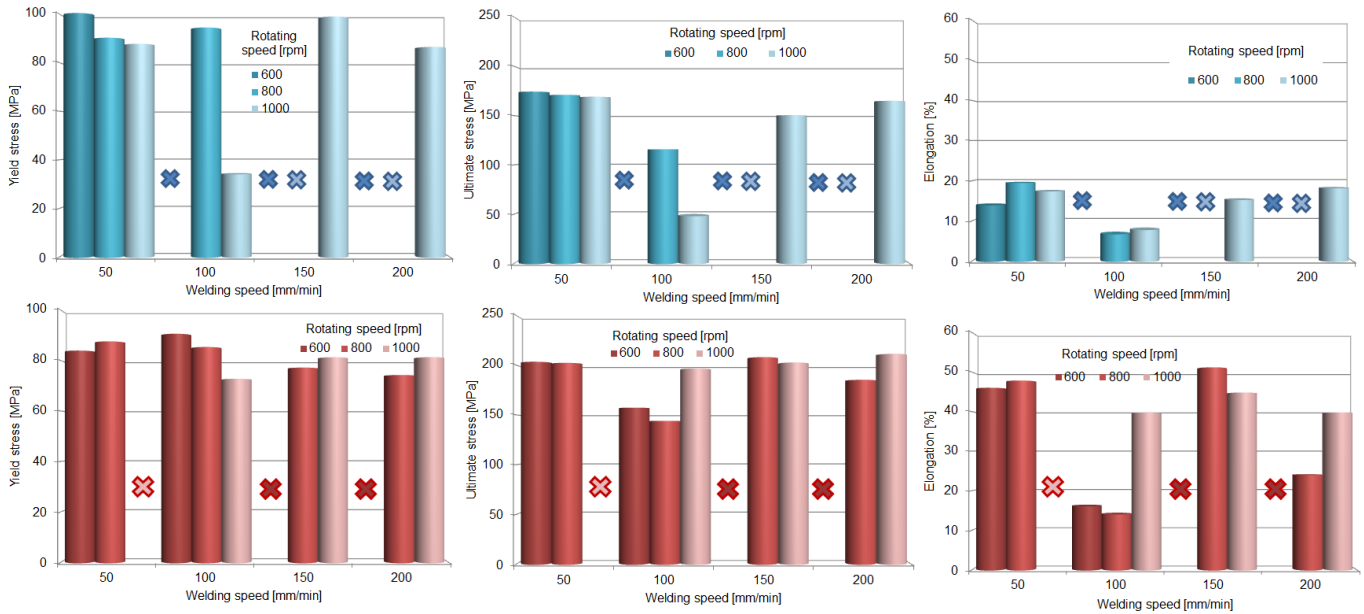 100
80
60
40
20
0
Yield stress [MPa]
Rotating
speed [rpm]
600
800
1000
50 100 150 200
Welding speed [mm/min]
250
200
150
100
50
0
Ultimate stress [MPa]
Rotating speed [rpm]
600 800 1000
50 100 150 200
Welding speed [mm/min]
60
50
40
30
20
10
0
Elongation [%]
Rotating speed [rpm]
600 800 1000
50 100 150 200
Welding speed [mm/min]
100
80
60
40
20
0
Yield stress [MPa]
Rotating speed [rpm]
600 800 1000
50 100 150 200
Welding speed [mm/min]
250
200
150
100
50
0
Ultimate stress [MPa]
Rotating speed [rpm]
600 800 1000
50 100 150 200
Welding speed [mm/min]
60
50
40
30
20
10
0
Elongation [%]
Rotating speed [rpm]
600 800 1000
50 100 150 200
Welding speed [mm/min]